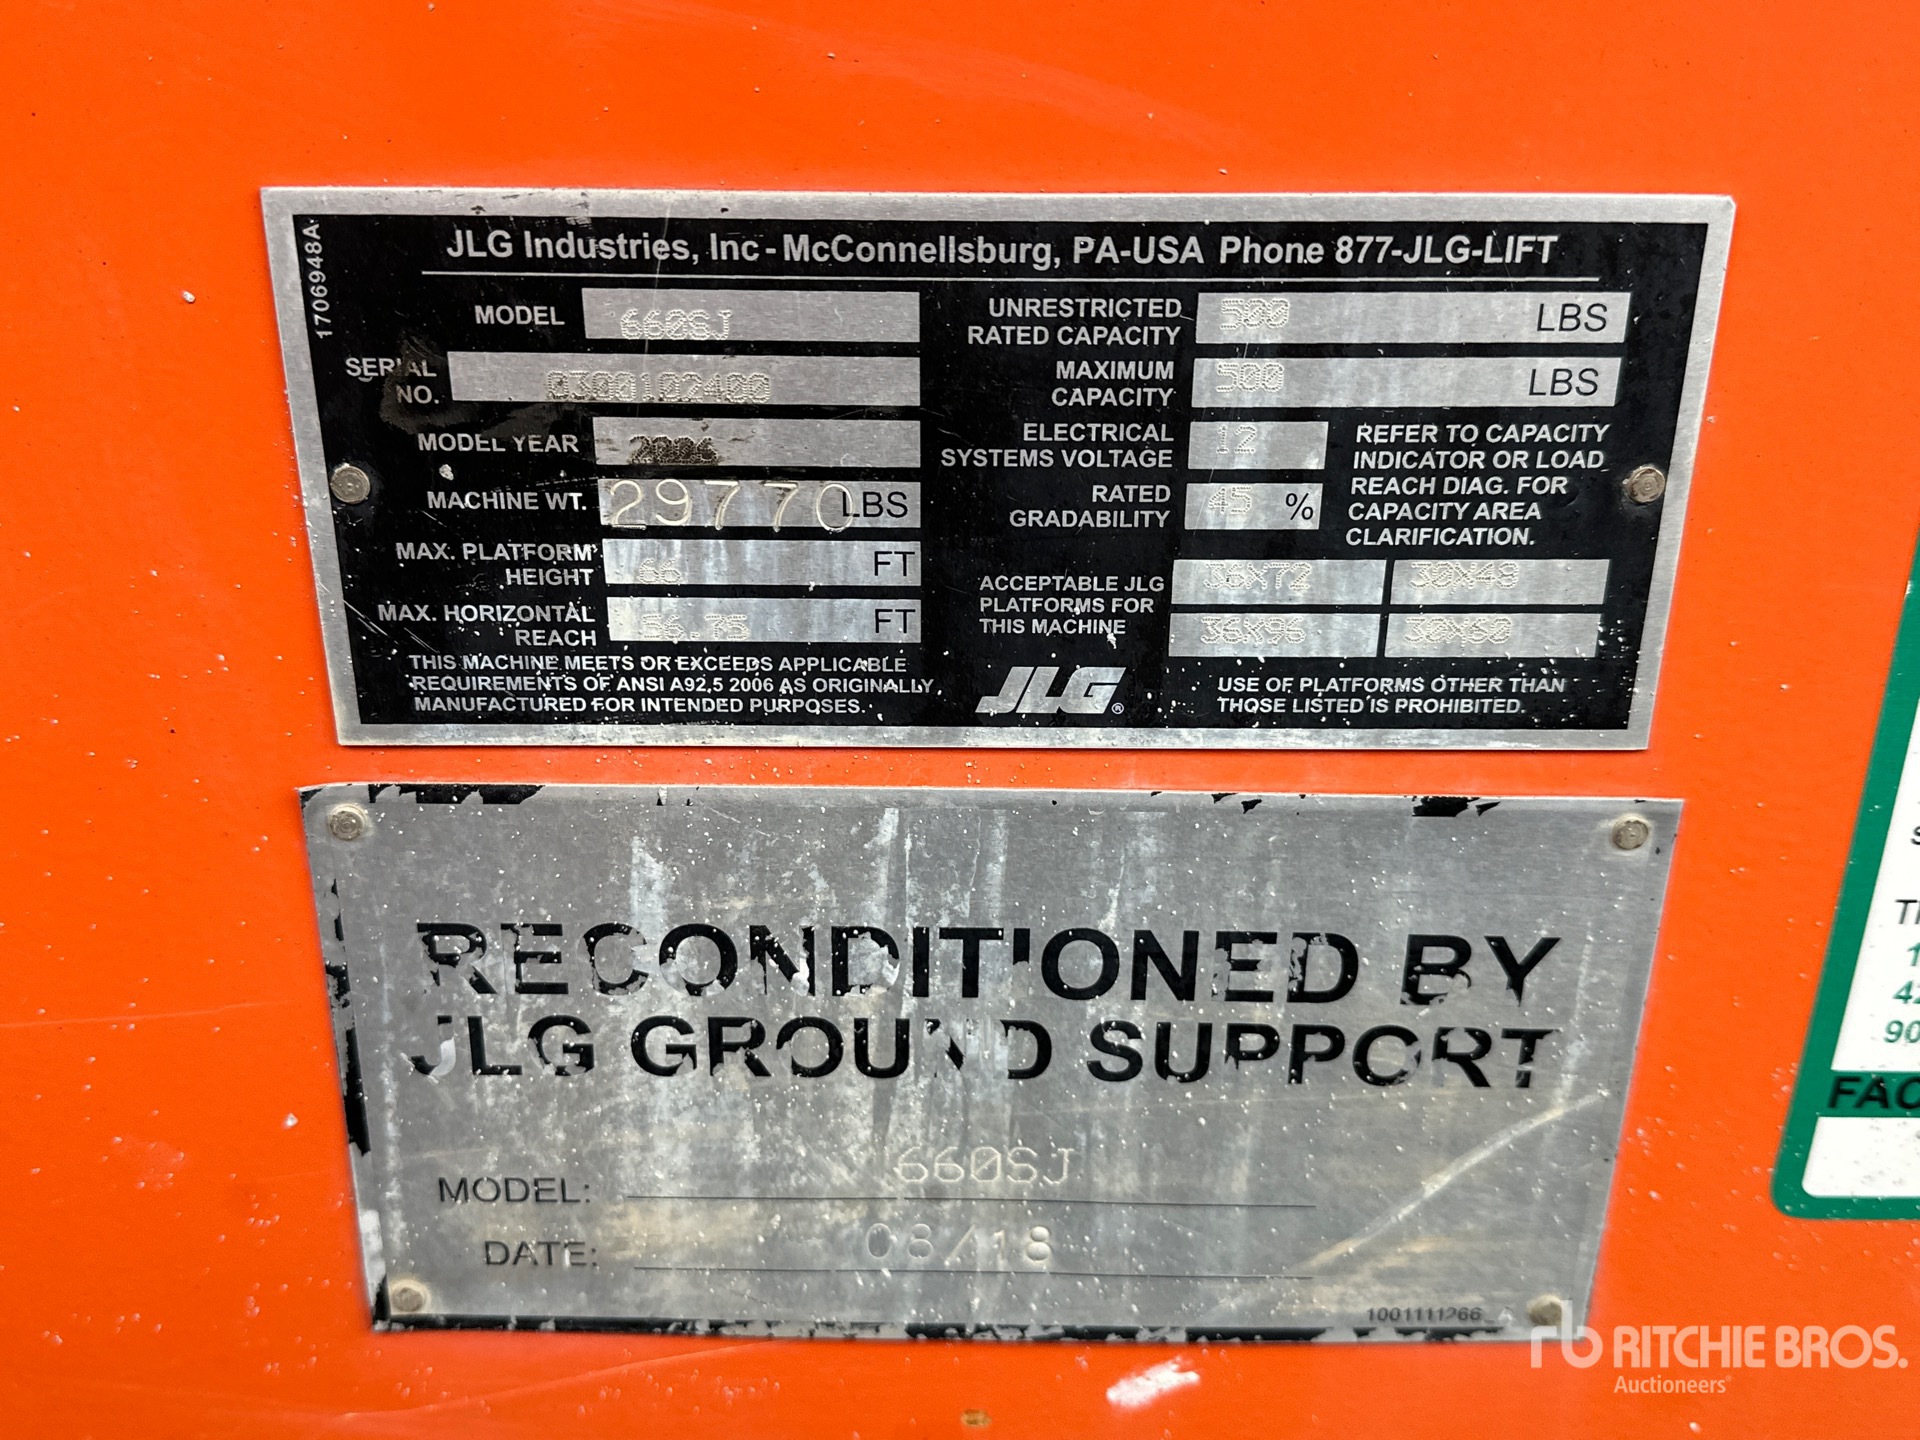 1706948A
JLG Industries, Inc - McConnellsburg, PA-USA Phone 877-JLG-LIFT
MODEL 660SJ
SERIAL NO. 0300102400
MODEL YEAR 2006
MACHINE WT. 29770 LBS
MAX. PLATFORM HEIGHT 66 FT
MAX. HORIZONTAL REACH 56.75 FT
THIS MACHINE MEETS OR EXCEEDS APPLICABLE
REQUIREMENTS OF ANSI A92.5 2006 AS ORIGINALLY
MANUFACTURED FOR INTENDED PURPOSES.
UNRESTRICTED RATED CAPACITY 500 LBS
MAXIMUM CAPACITY 500 LBS
ELECTRICAL SYSTEMS VOLTAGE 12
RATED GRADABILITY 45 %
REFER TO CAPACITY
INDICATOR OR LOAD
REACH DIAG. FOR
CAPACITY AREA
CLARIFICATION.
ACCEPTABLE JLG
PLATFORMS FOR
THIS MACHINE
36X72 30X48
36X96 30X60
JLG®
USE OF PLATFORMS OTHER THAN
THOSE LISTED IS PROHIBITED.
RECONDITIONED BY
JLG GROUND SUPPORT
MODEL: 660SJ
DATE: 08/18
1001111266
rb RITCHIE BROS.
Auctioneers